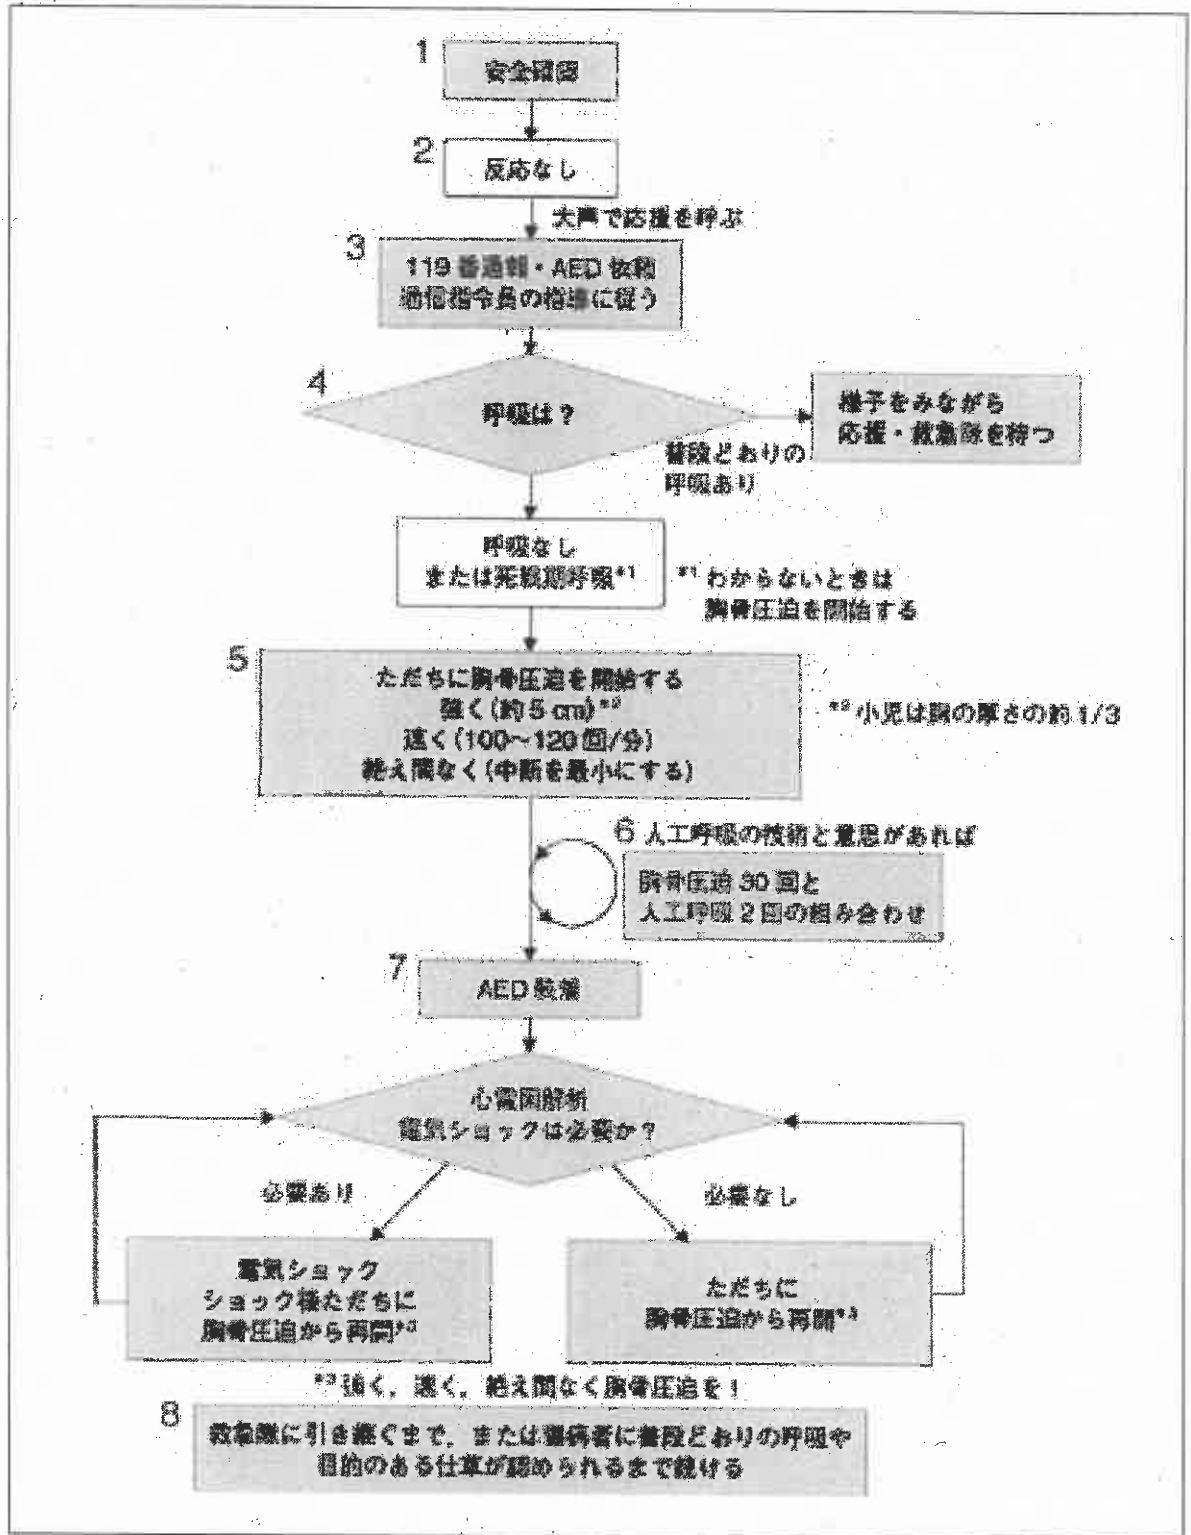 1
安全確認
2
反応なし
大声で応援を呼ぶ
3
119番通報・AED依頼
通信指令員の指導に従う
4
呼吸は？
様子をみながら
応援・救急隊を待つ
普段どおりの
呼吸あり
呼吸なし
または死戦期呼吸*1
*1 わからないときは
胸骨圧迫を開始する
5
ただちに胸骨圧迫を開始する
強く(約5cm)*2
速く(100～120回/分)
絶え間なく(中断を最小にする)
*2 小児は胸の厚さの約1/3
6 人工呼吸の技術と意思があれば
胸骨圧迫30回と
人工呼吸2回の組み合わせ
7
AED装着
心電図解析
電気ショックは必要か？
必要あり
必要なし
電気ショック
ショック後ただちに
胸骨圧迫から再開*3
ただちに
胸骨圧迫から再開*3
*3 強く，速く，絶え間なく胸骨圧迫を！
8
救急隊に引き継ぐまで，または傷病者に普段どおりの呼吸や
目的のある仕草が認められるまで続ける